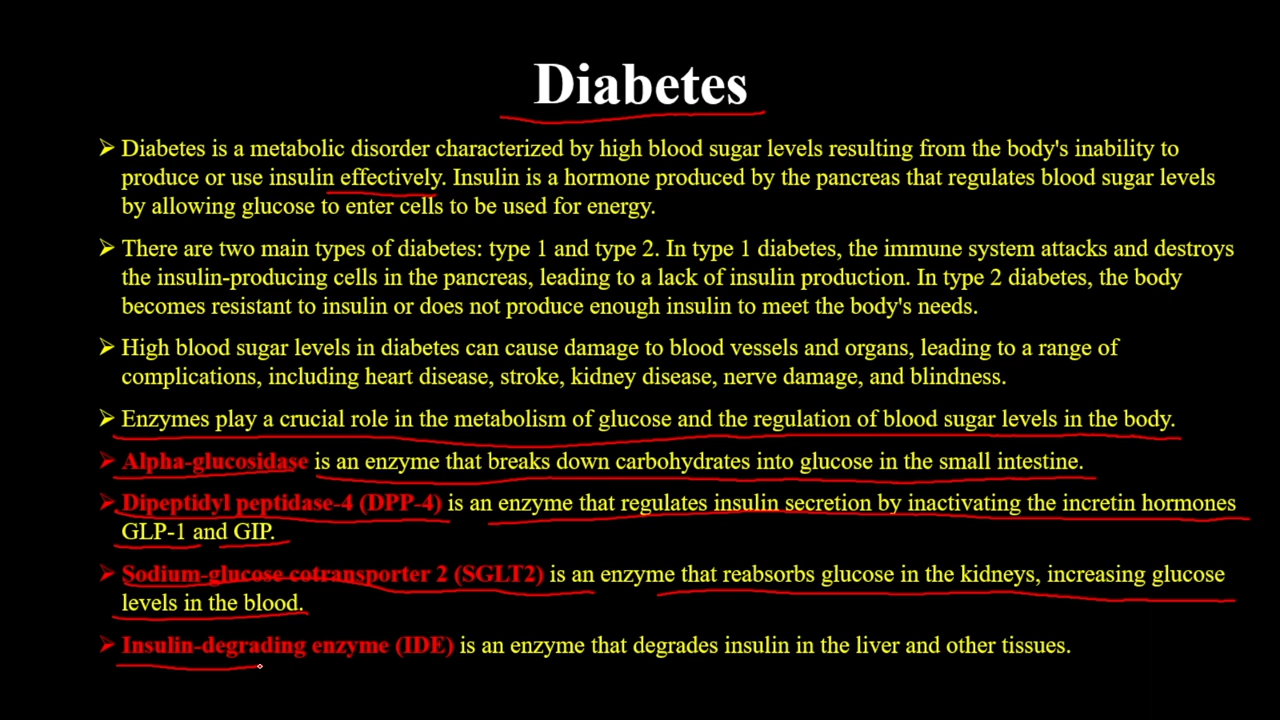 Diabetes
➢ Diabetes is a metabolic disorder characterized by high blood sugar levels resulting from the body's inability to
produce or use insulin effectively. Insulin is a hormone produced by the pancreas that regulates blood sugar levels
by allowing glucose to enter cells to be used for energy.
➢ There are two main types of diabetes: type 1 and type 2. In type 1 diabetes, the immune system attacks and destroys
the insulin-producing cells in the pancreas, leading to a lack of insulin production. In type 2 diabetes, the body
becomes resistant to insulin or does not produce enough insulin to meet the body's needs.
➢ High blood sugar levels in diabetes can cause damage to blood vessels and organs, leading to a range of
complications, including heart disease, stroke, kidney disease, nerve damage, and blindness.
➢ Enzymes play a crucial role in the metabolism of glucose and the regulation of blood sugar levels in the body.
➢ Alpha-glucosidase is an enzyme that breaks down carbohydrates into glucose in the small intestine.
➢ Dipeptidyl peptidase-4 (DPP-4) is an enzyme that regulates insulin secretion by inactivating the incretin hormones
GLP-1 and GIP.
➢ Sodium-glucose cotransporter 2 (SGLT2) is an enzyme that reabsorbs glucose in the kidneys, increasing glucose
levels in the blood.
➢ Insulin-degrading enzyme (IDE) is an enzyme that degrades insulin in the liver and other tissues.